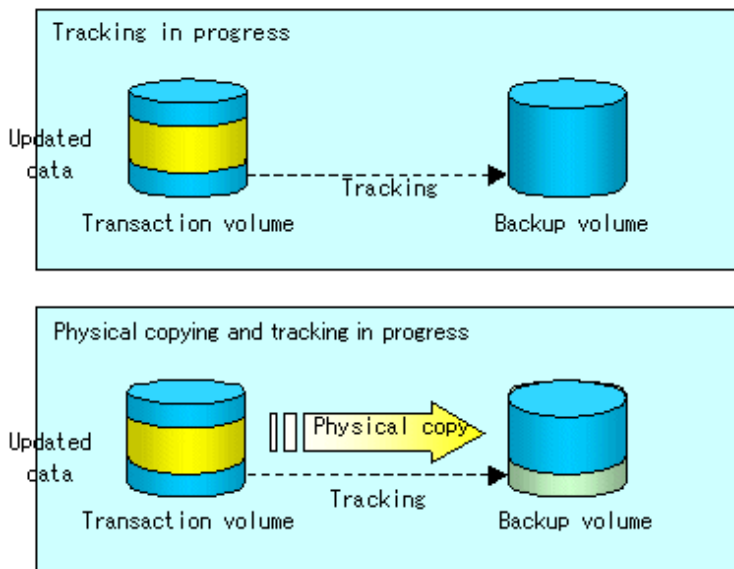 Tracking in progress
Updated
data
Tracking
Transaction volume
Backup volume
Physical copying and tracking in progress
Physical copy
Updated
data
Tracking
Transaction volume
Backup volume